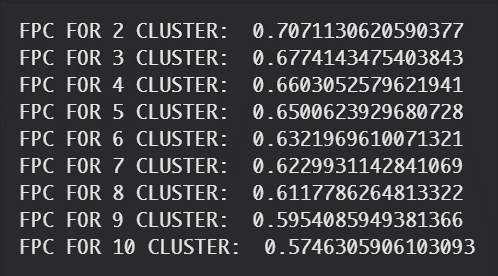 FPC FOR 2 CLUSTER:  0.7071130620590377
FPC FOR 3 CLUSTER:  0.6774143475403843
FPC FOR 4 CLUSTER:  0.6603052579621941
FPC FOR 5 CLUSTER:  0.6500623929680728
FPC FOR 6 CLUSTER:  0.6321969610071321
FPC FOR 7 CLUSTER:  0.6229931142841069
FPC FOR 8 CLUSTER:  0.6117786264813322
FPC FOR 9 CLUSTER:  0.5954085949381366
FPC FOR 10 CLUSTER:  0.5746305906103093